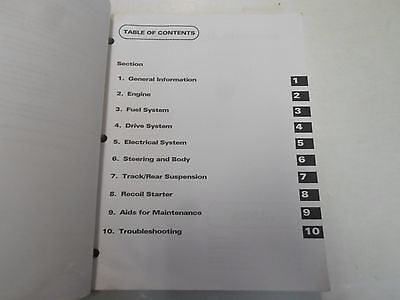 TABLE OF CONTENTS
Section
1. General Information 1
2. Engine 2
3. Fuel System 3
4. Drive System 4
5. Electrical System 5
6. Steering and Body 6
7. Track/Rear Suspension 7
8. Recoil Starter 8
9. Aids for Maintenance 9
10. Troubleshooting 10